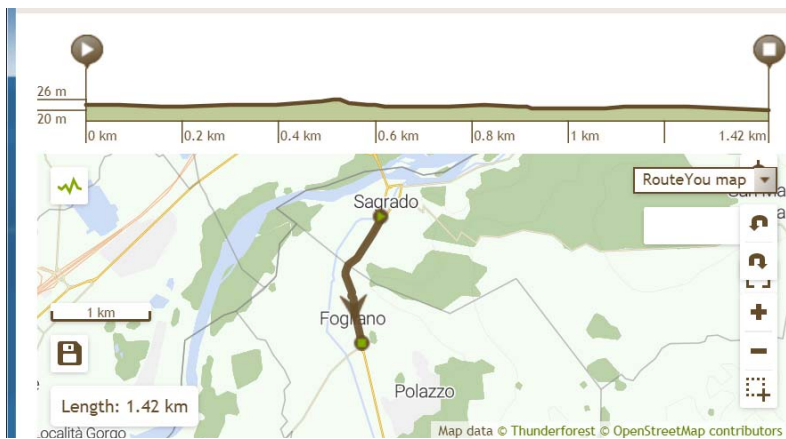 26 m
20 m
0 km 0.2 km 0.4 km 0.6 km 0.8 km 1 km 1.42 km
RouteYou map
Sagrado
1 km
Fogliano
Polazzo
Length: 1.42 km
ocalità Gorgo
Map data © Thunderforest © OpenStreetMap contributors